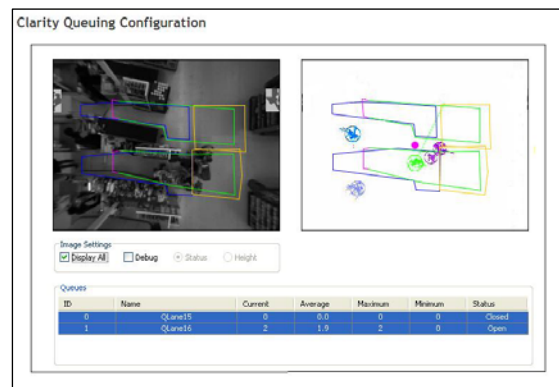 Clarity Queuing Configuration
Image Settings
Display All Debug Status Height
Queues
ID Name Current Average Maximum Minimum Status
0 QLane15 0 0.0 0 0 Closed
1 QLane16 2 1.9 2 0 Open